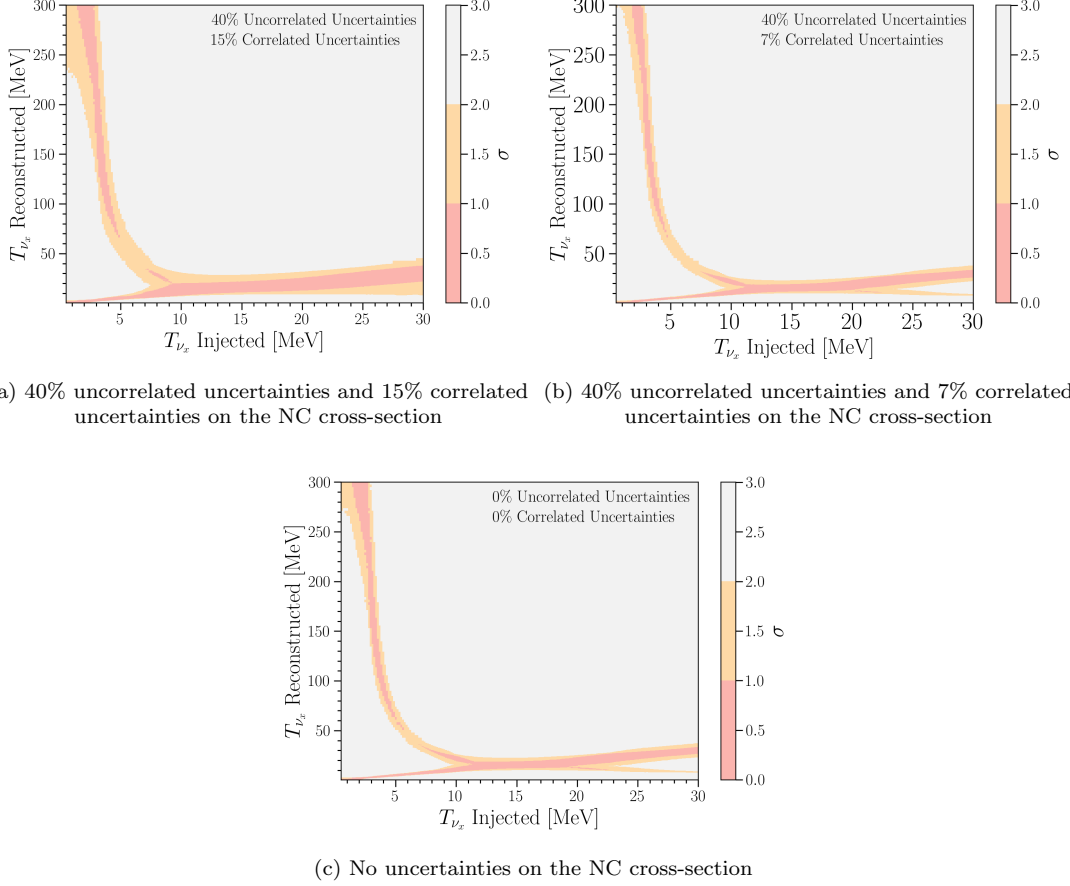 40% Uncorrelated Uncertainties
15% Correlated Uncertainties
300
250
200
150
100
50
5
10
15
20
25
30
T_{ν_x} Reconstructed [MeV]
T_{ν_x} Injected [MeV]
3.0
2.5
2.0
1.5
1.0
0.5
0.0
σ
40% Uncorrelated Uncertainties
7% Correlated Uncertainties
300
250
200
150
100
50
5
10
15
20
25
30
T_{ν_x} Reconstructed [MeV]
T_{ν_x} Injected [MeV]
3.0
2.5
2.0
1.5
1.0
0.5
0.0
σ
a) 40% uncorrelated uncertainties and 15% correlated
uncertainties on the NC cross-section
(b) 40% uncorrelated uncertainties and 7% correlated
uncertainties on the NC cross-section
0% Uncorrelated Uncertainties
0% Correlated Uncertainties
300
250
200
150
100
50
5
10
15
20
25
30
T_{ν_x} Reconstructed [MeV]
T_{ν_x} Injected [MeV]
3.0
2.5
2.0
1.5
1.0
0.5
0.0
σ
(c) No uncertainties on the NC cross-section